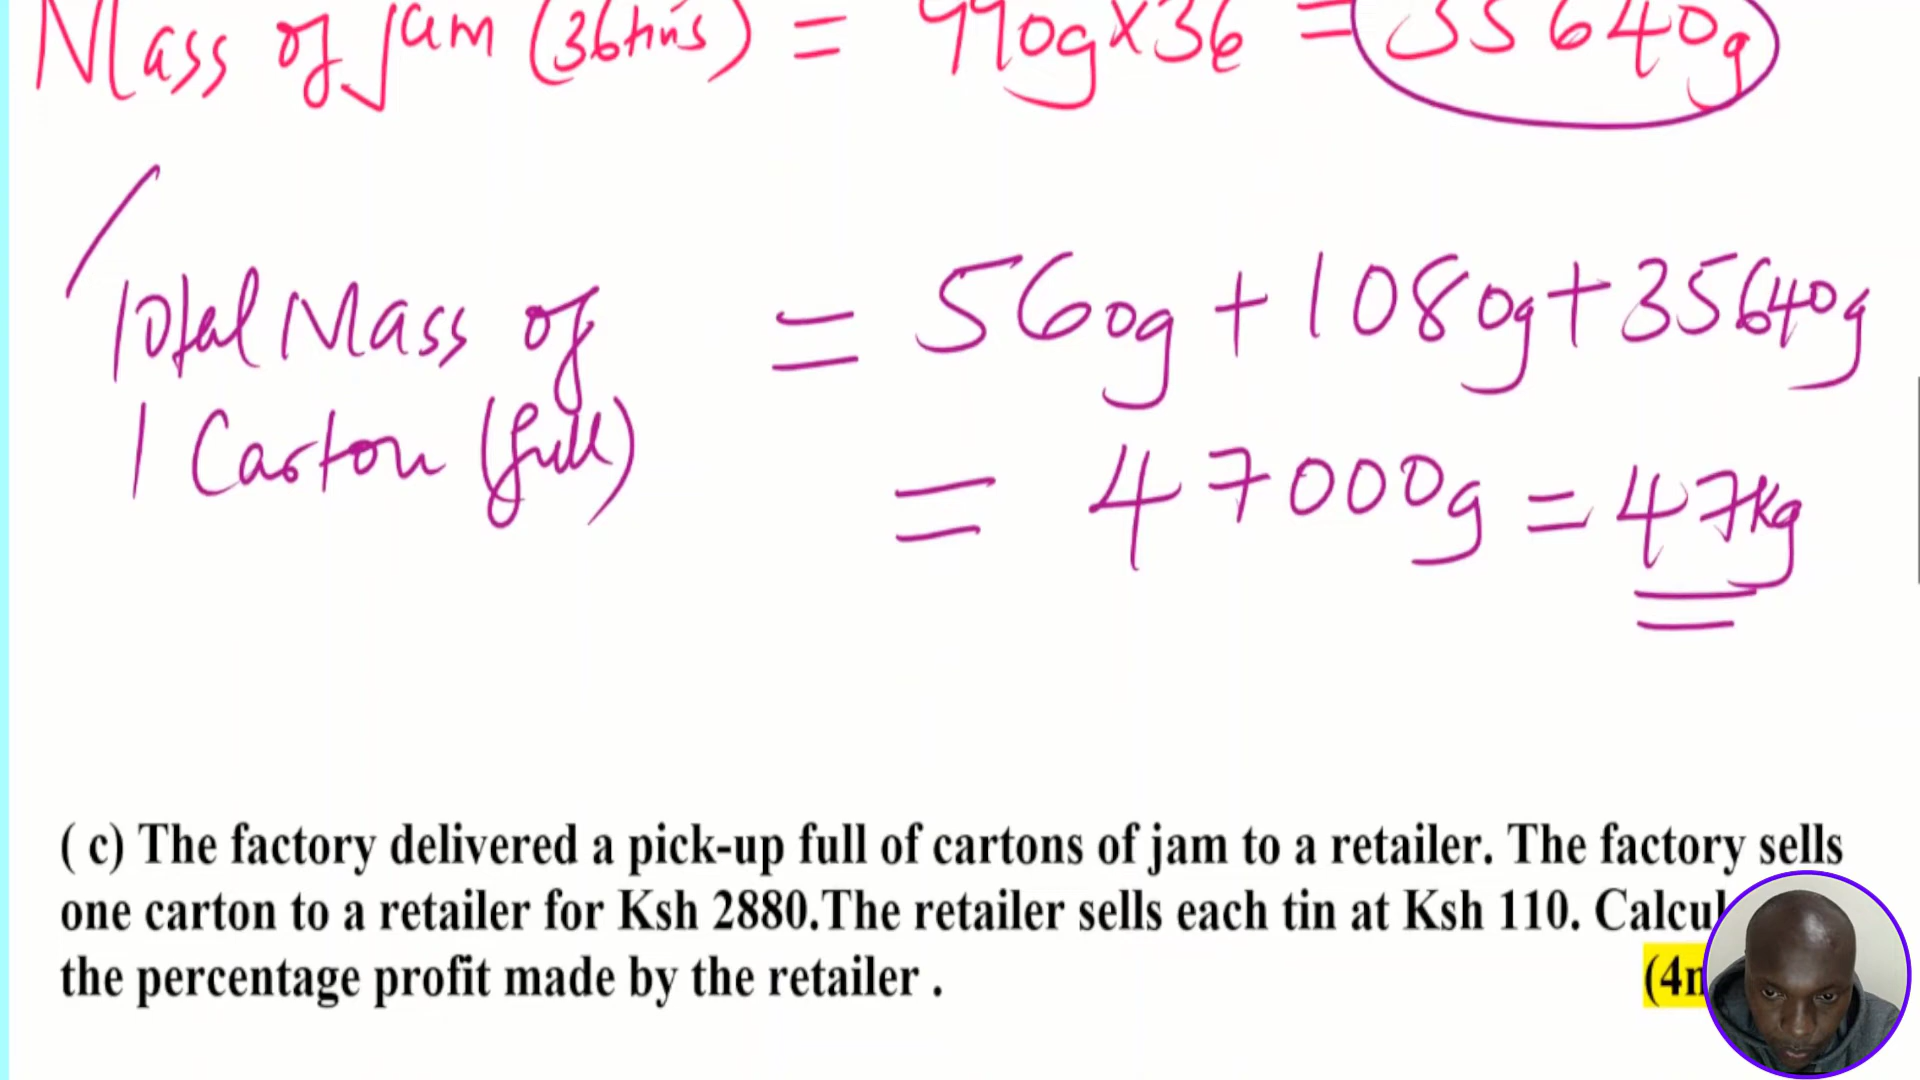 Mass of jam (36tins) = 990g×36 = 35640g
Total Mass of = 560g + 1080g + 35640g
1 Carton (full)
= 47000g = 47kg
( c) The factory delivered a pick-up full of cartons of jam to a retailer. The factory sells
one carton to a retailer for Ksh 2880.The retailer sells each tin at Ksh 110. Calcul
the percentage profit made by the retailer . (4m